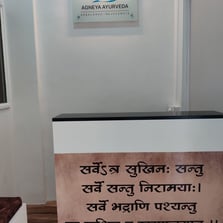 AGNEYA AYURVEDA
सर्वेऽत्र सुखिनः सन्तु
सर्वे सन्तु निरामयाः।
सर्वे भद्राणि पश्यन्तु